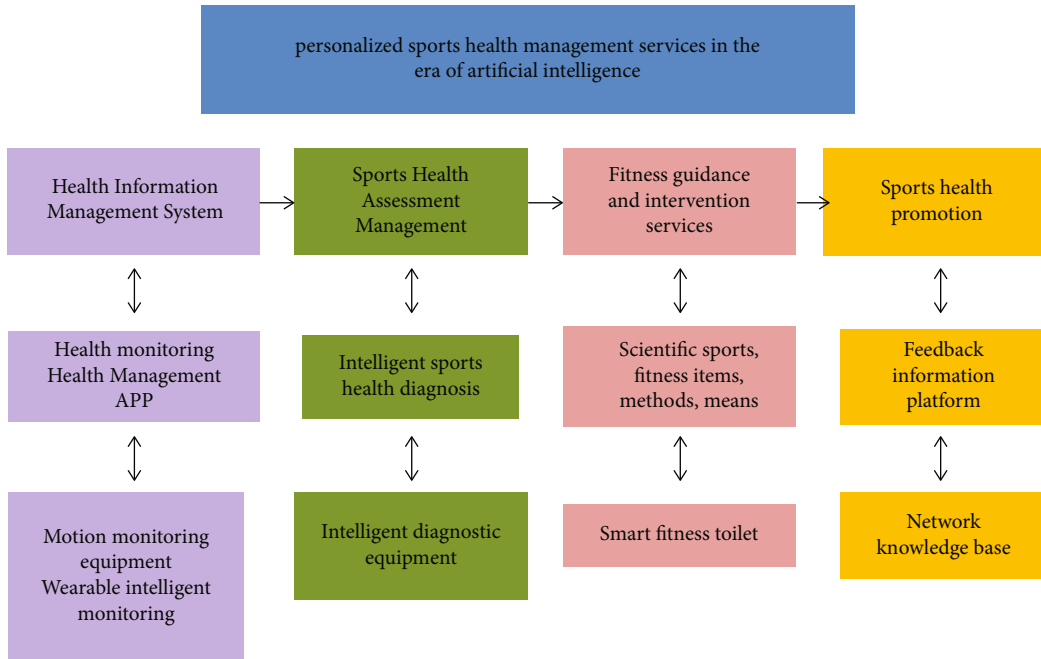 personalized sports health management services in the
era of artificial intelligence
Health Information
Management System
Sports Health
Assessment
Management
Fitness guidance
and intervention
services
Sports health
promotion
Health monitoring
Health Management
APP
Intelligent sports
health diagnosis
Scientific sports,
fitness items,
methods, means
Feedback
information
platform
Motion monitoring
equipment
Wearable intelligent
monitoring
Intelligent diagnostic
equipment
Smart fitness toilet
Network
knowledge base